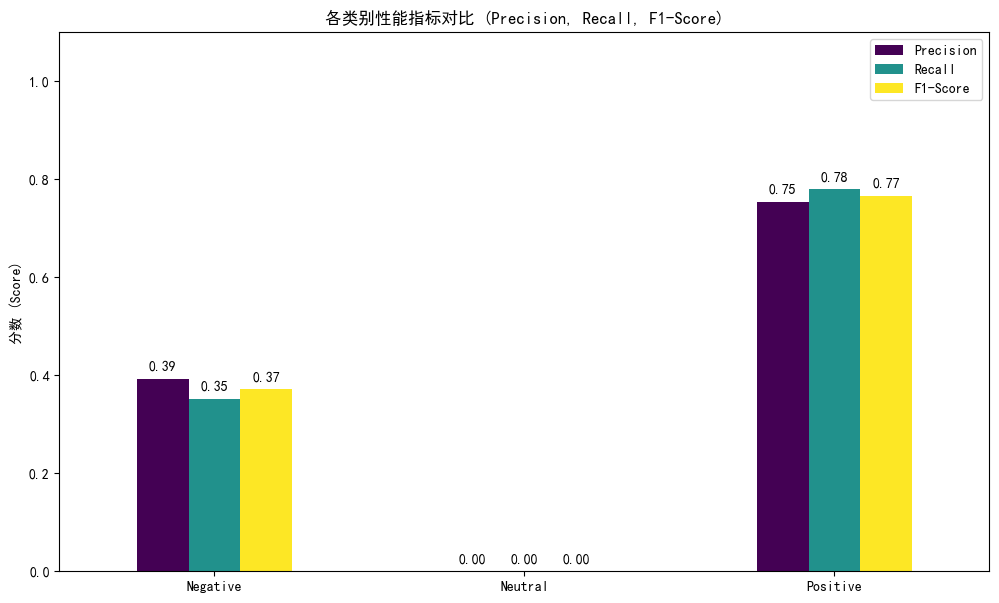 各类别性能指标对比 (Precision, Recall, F1-Score)
Precision
Recall
F1-Score
分数 (Score)
1.0
0.8
0.6
0.4
0.2
0.0
0.39
0.35
0.37
0.00
0.00
0.00
0.75
0.78
0.77
Negative
Neutral
Positive